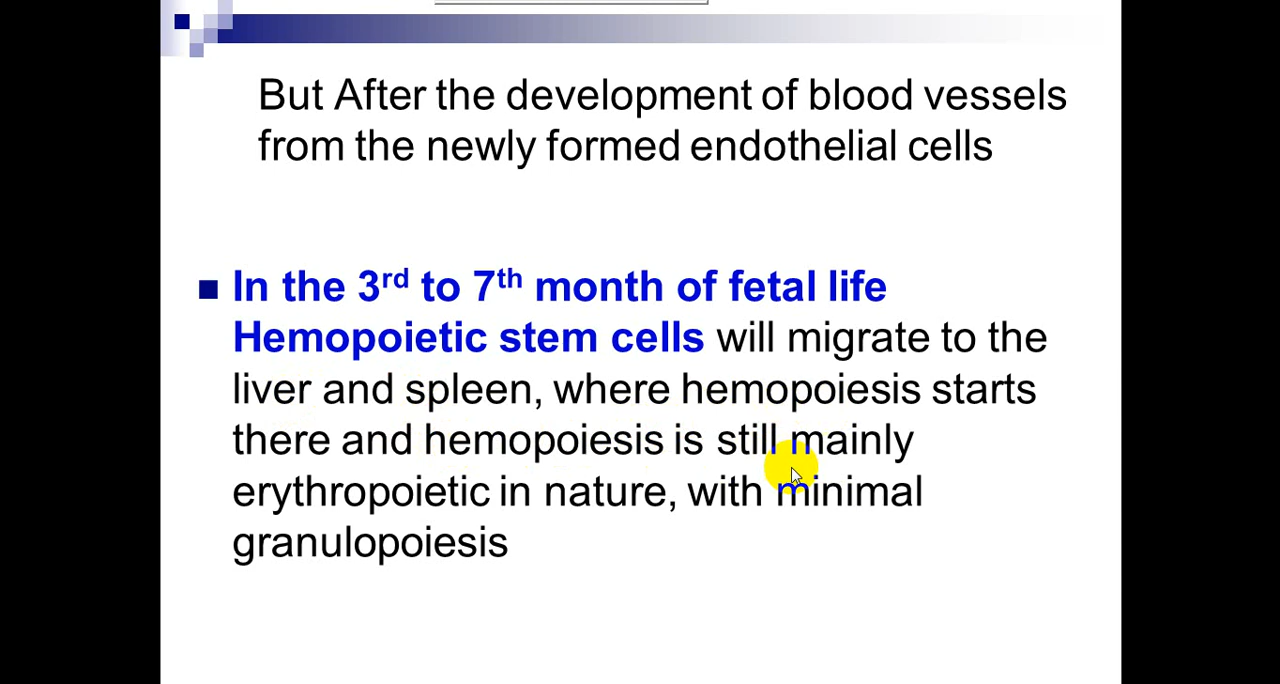 But After the development of blood vessels
from the newly formed endothelial cells
In the 3rd to 7th month of fetal life
Hemopoietic stem cells will migrate to the
liver and spleen, where hemopoiesis starts
there and hemopoiesis is still mainly
erythropoietic in nature, with minimal
granulopoiesis